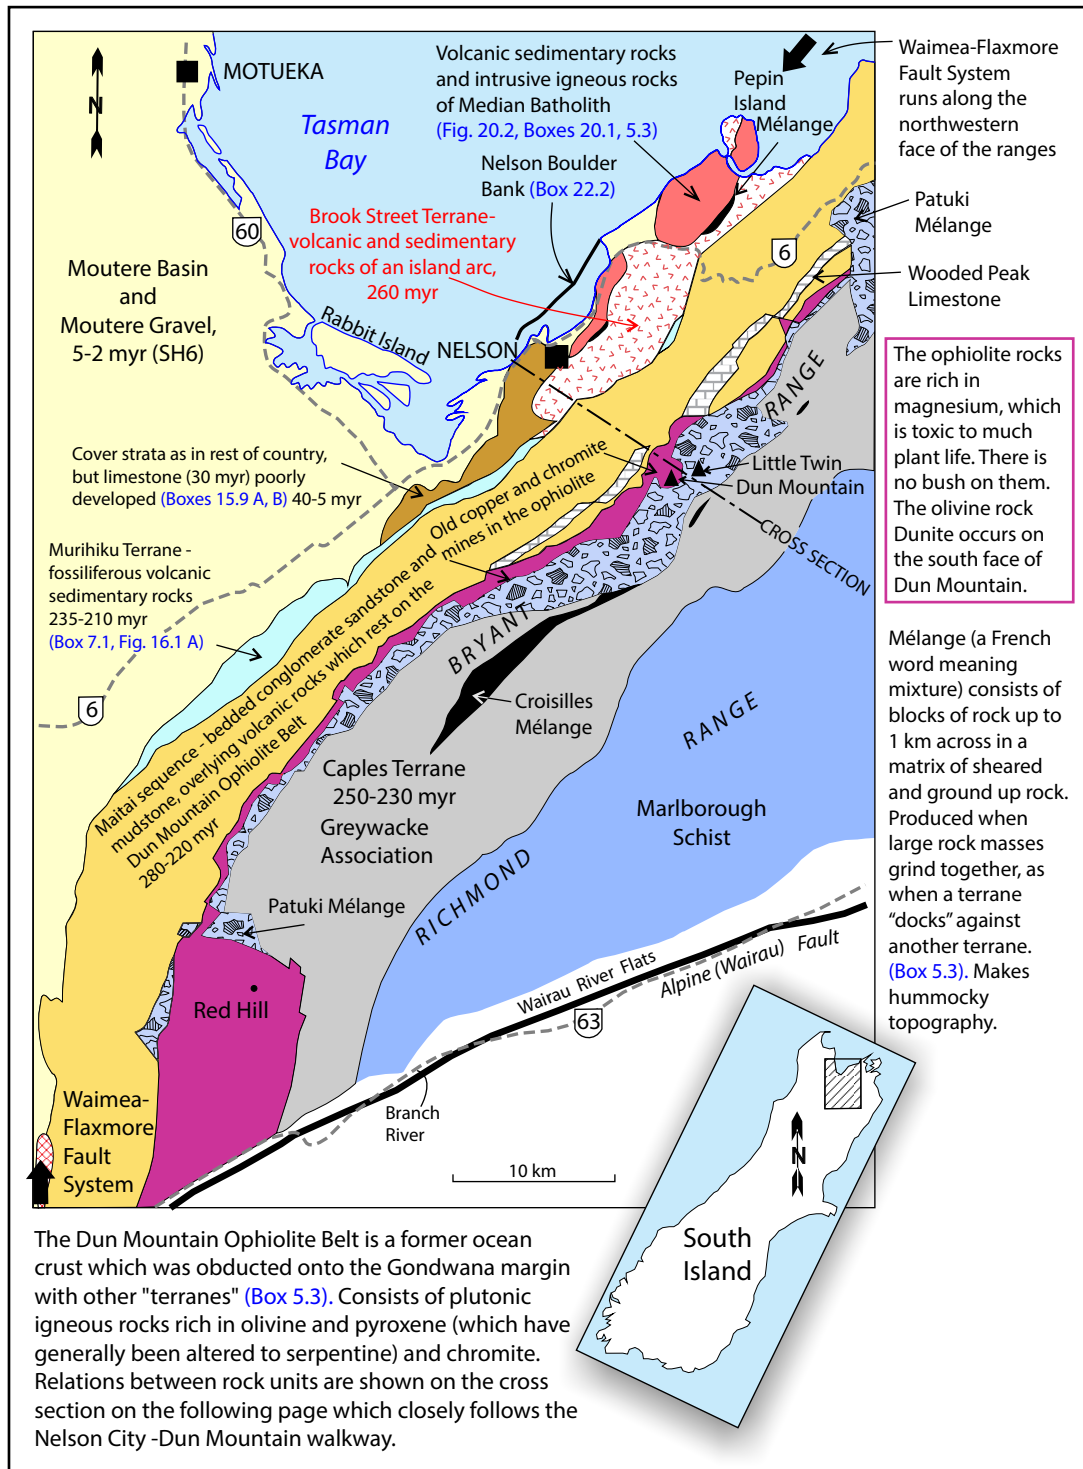 MOTUEKA
N
Tasman
Bay
Volcanic sedimentary rocks
and intrusive igneous rocks
of Median Batholith
(Fig. 20.2, Boxes 20.1, 5.3)
Pepin
Island
Mélange
Waimea-Flaxmore
Fault System
runs along the
northwestern
face of the ranges
Nelson Boulder
Bank (Box 22.2)
Patuki
Mélange
Brook Street Terrane-
volcanic and sedimentary
rocks of an island arc,
260 myr
60
6
Wooded Peak
Limestone
Moutere Basin
and
Moutere Gravel,
5-2 myr (SH6)
Rabbit Island
NELSON
The ophiolite rocks
are rich in
magnesium, which
is toxic to much
plant life. There is
no bush on them.
The olivine rock
Dunite occurs on
the south face of
Dun Mountain.
Cover strata as in rest of country,
but limestone (30 myr) poorly
developed (Boxes 15.9 A, B) 40-5 myr
Little Twin
Dun Mountain
CROSS SECTION
Old copper and chromite
mines in the ophiolite
Murihiku Terrane -
fossiliferous volcanic
sedimentary rocks
235-210 myr
(Box 7.1, Fig. 16.1 A)
6
Maitai sequence - bedded conglomerate sandstone and
mudstone, overlying volcanic rocks which rest on the
Dun Mountain Ophiolite Belt
280-220 myr
BRYANT
RANGE
Croisilles
Mélange
Mélange (a French
word meaning
mixture) consists of
blocks of rock up to
1 km across in a
matrix of sheared
and ground up rock.
Produced when
large rock masses
grind together, as
when a terrane
“docks” against
another terrane.
(Box 5.3). Makes
hummocky
topography.
Caples Terrane
250-230 myr
Greywacke
Association
Marlborough
Schist
RICHMOND
RANGE
Patuki Mélange
Red Hill
Wairau River Flats
Alpine (Wairau) Fault
63
Waimea-
Flaxmore
Fault
System
Branch
River
10 km
N
South
Island
The Dun Mountain Ophiolite Belt is a former ocean
crust which was obducted onto the Gondwana margin
with other "terranes" (Box 5.3). Consists of plutonic
igneous rocks rich in olivine and pyroxene (which have
generally been altered to serpentine) and chromite.
Relations between rock units are shown on the cross
section on the following page which closely follows the
Nelson City -Dun Mountain walkway.